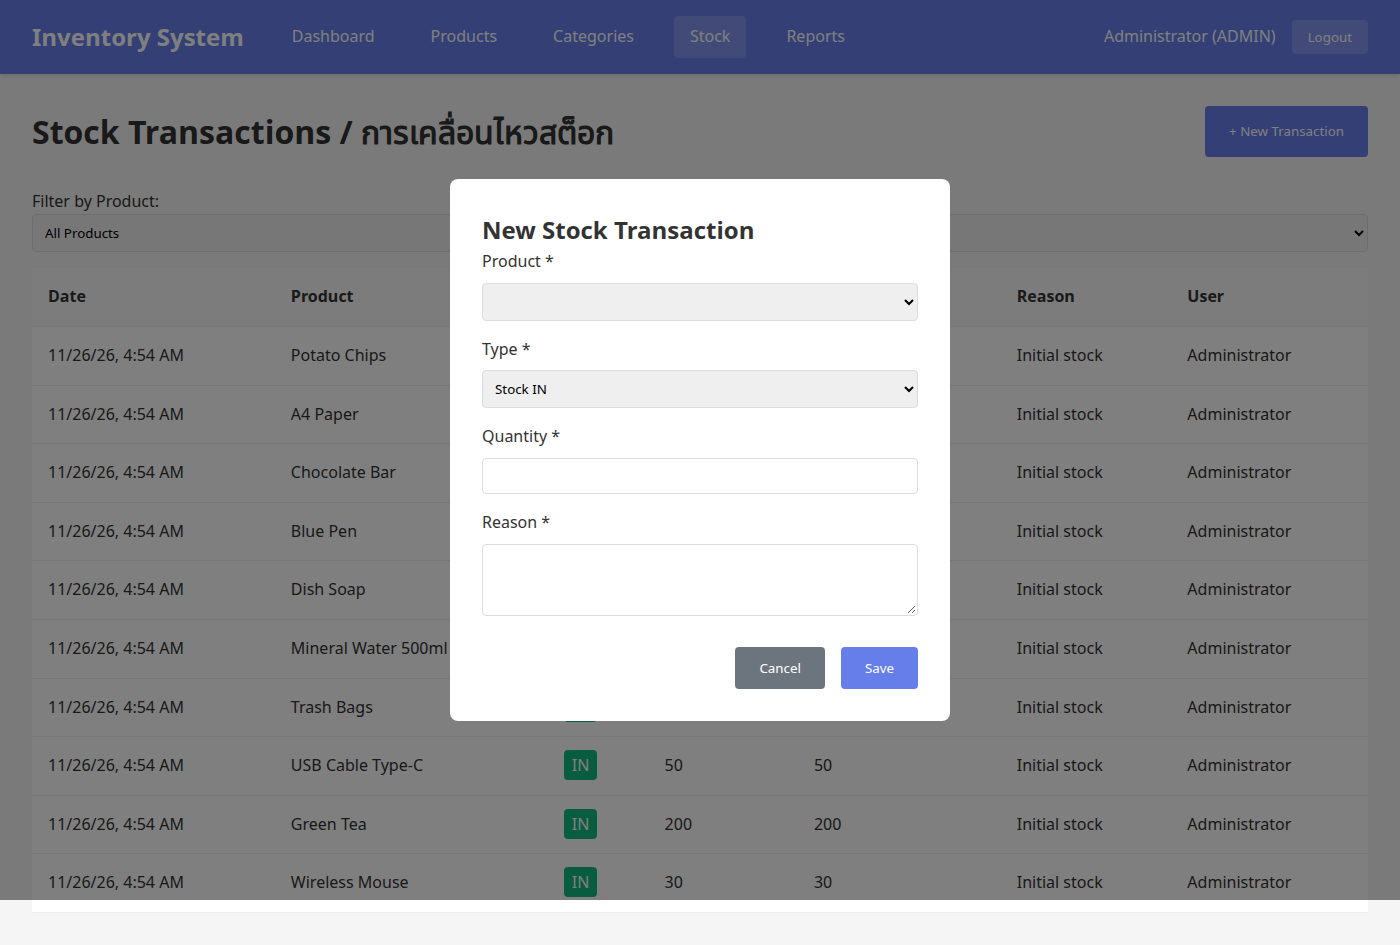 Inventory System Dashboard Products Categories Stock Reports Administrator (ADMIN) Logout
Stock Transactions / การเคลื่อนไหวสต็อก + New Transaction
Filter by Product:
All Products
Date Product Reason User
11/26/26, 4:54 AM Potato Chips Initial stock Administrator
11/26/26, 4:54 AM A4 Paper Initial stock Administrator
11/26/26, 4:54 AM Chocolate Bar Initial stock Administrator
11/26/26, 4:54 AM Blue Pen Initial stock Administrator
11/26/26, 4:54 AM Dish Soap Initial stock Administrator
11/26/26, 4:54 AM Mineral Water 500ml Initial stock Administrator
11/26/26, 4:54 AM Trash Bags Initial stock Administrator
11/26/26, 4:54 AM USB Cable Type-C IN 50 50 Initial stock Administrator
11/26/26, 4:54 AM Green Tea IN 200 200 Initial stock Administrator
11/26/26, 4:54 AM Wireless Mouse IN 30 30 Initial stock Administrator
New Stock Transaction
Product *
Type *
Stock IN
Quantity *
Reason *
Cancel Save